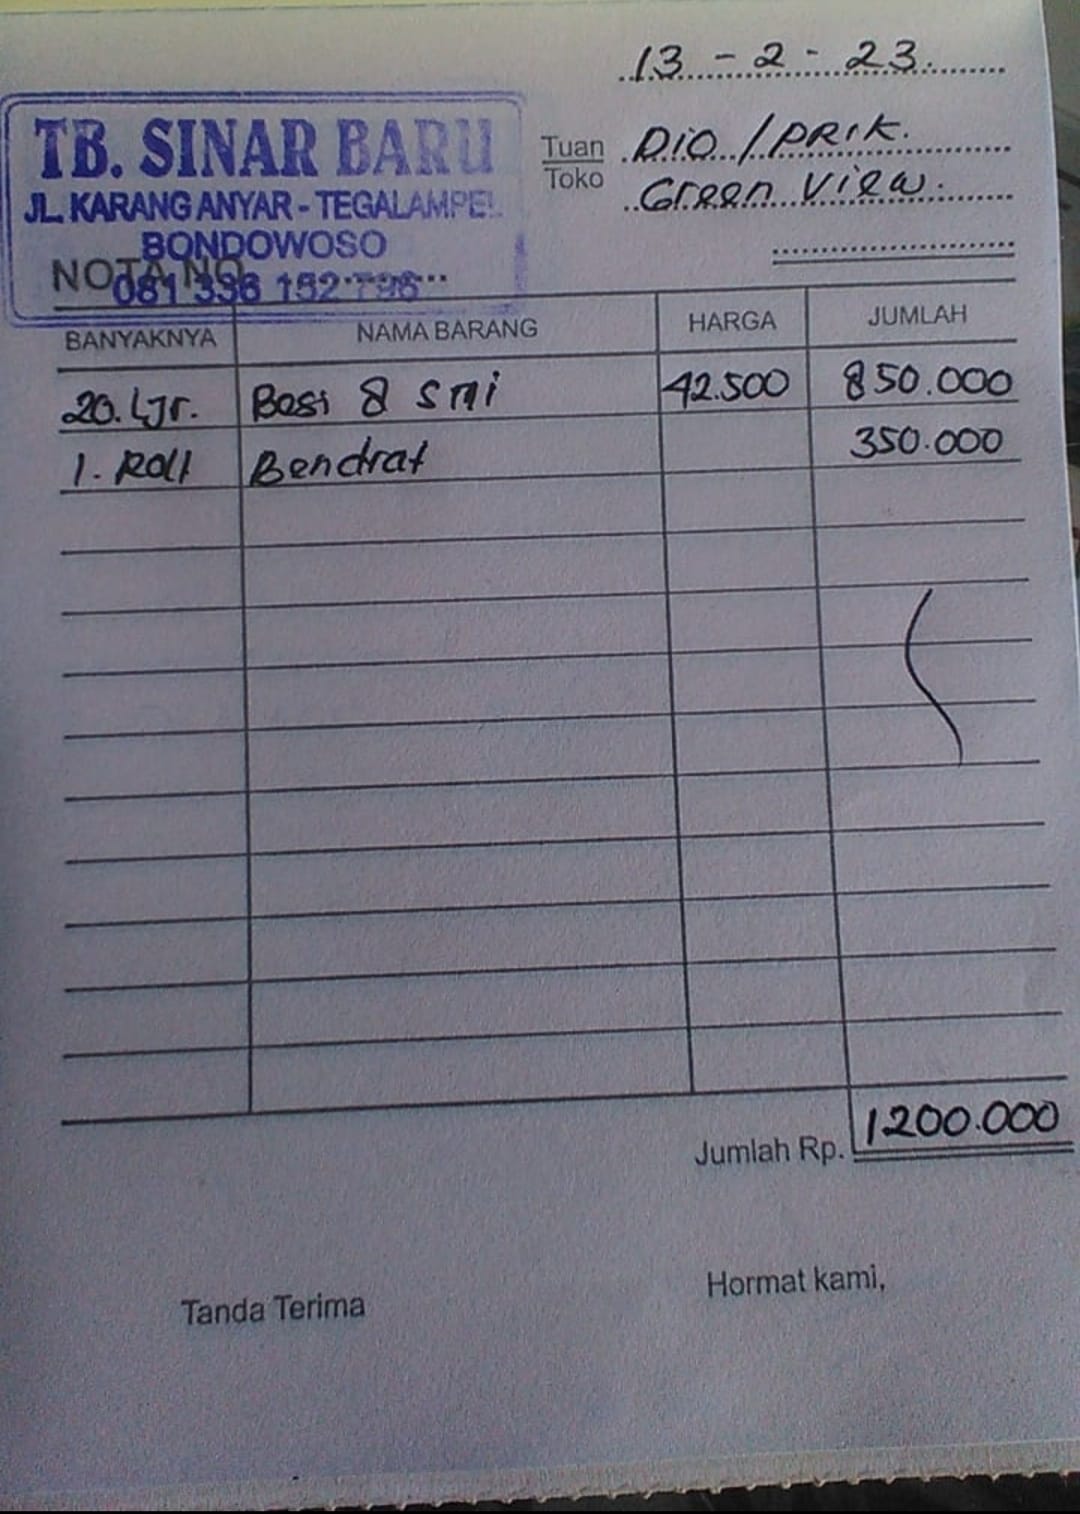 13 - 2 - 23.
TB. SINAR BARU
JL. KARANG ANYAR - TEGALAMPEL
BONDOWOSO
081 336 152 796
Tuan
Toko
Dio / PRIK.
Green View.
NOTA NO.
BANYAKNYA NAMA BARANG HARGA JUMLAH
20. Ljr. Besi 8 sni 42.500 850.000
1. Roll Bendrat 350.000
Jumlah Rp. 1200.000
Tanda Terima Hormat kami,